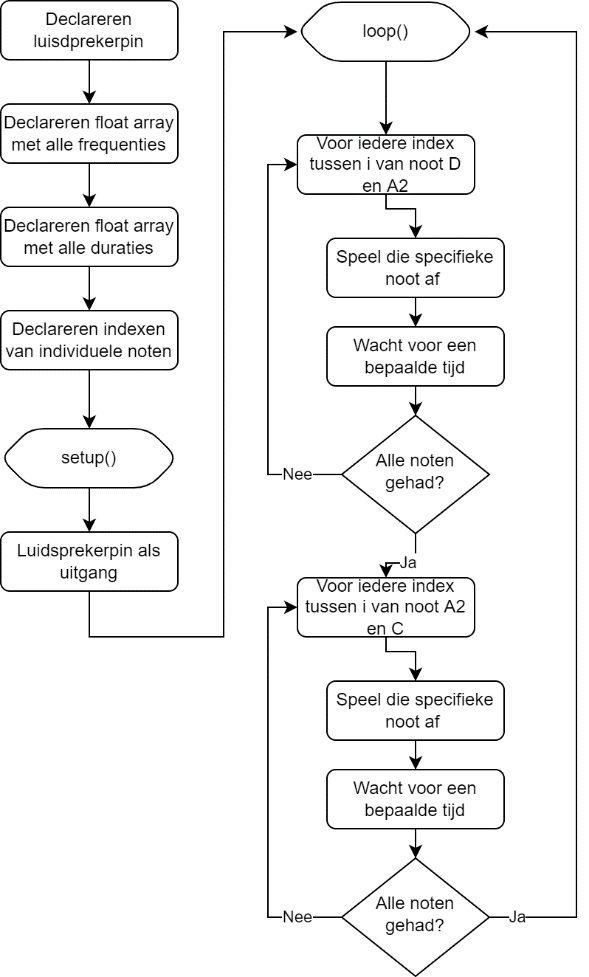 Declareren
luisdprekerpin
Declareren float array
met alle frequenties
Declareren float array
met alle duraties
Declareren indexen
van individuele noten
setup()
Luidsprekerpin als
uitgang
loop()
Voor iedere index
tussen i van noot D
en A2
Speel die specifieke
noot af
Wacht voor een
bepaalde tijd
Alle noten
gehad?
Nee
Ja
Voor iedere index
tussen i van noot A2
en C
Speel die specifieke
noot af
Wacht voor een
bepaalde tijd
Alle noten
gehad?
Nee
Ja